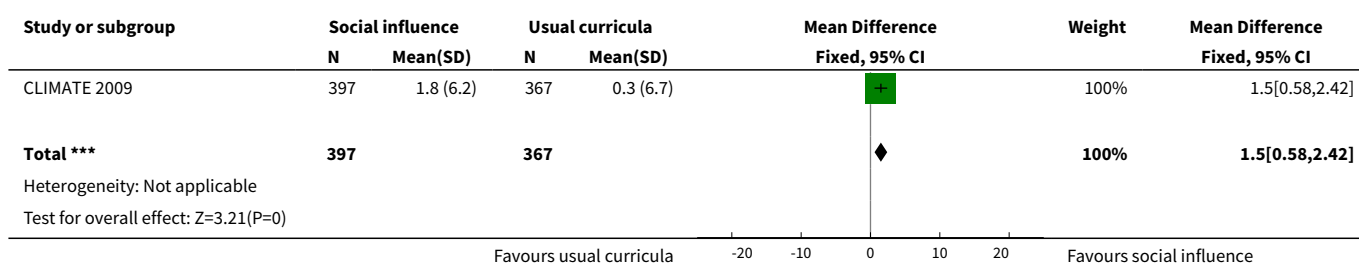 Study or subgroup Social influence Usual curricula Mean Difference Weight Mean Difference
N Mean(SD) N Mean(SD) Fixed, 95% CI Fixed, 95% CI
CLIMATE 2009 397 1.8 (6.2) 367 0.3 (6.7) 100% 1.5[0.58,2.42]
Total *** 397 367 100% 1.5[0.58,2.42]
Heterogeneity: Not applicable
Test for overall effect: Z=3.21(P=0)
Favours usual curricula -20 -10 0 10 20 Favours social influence